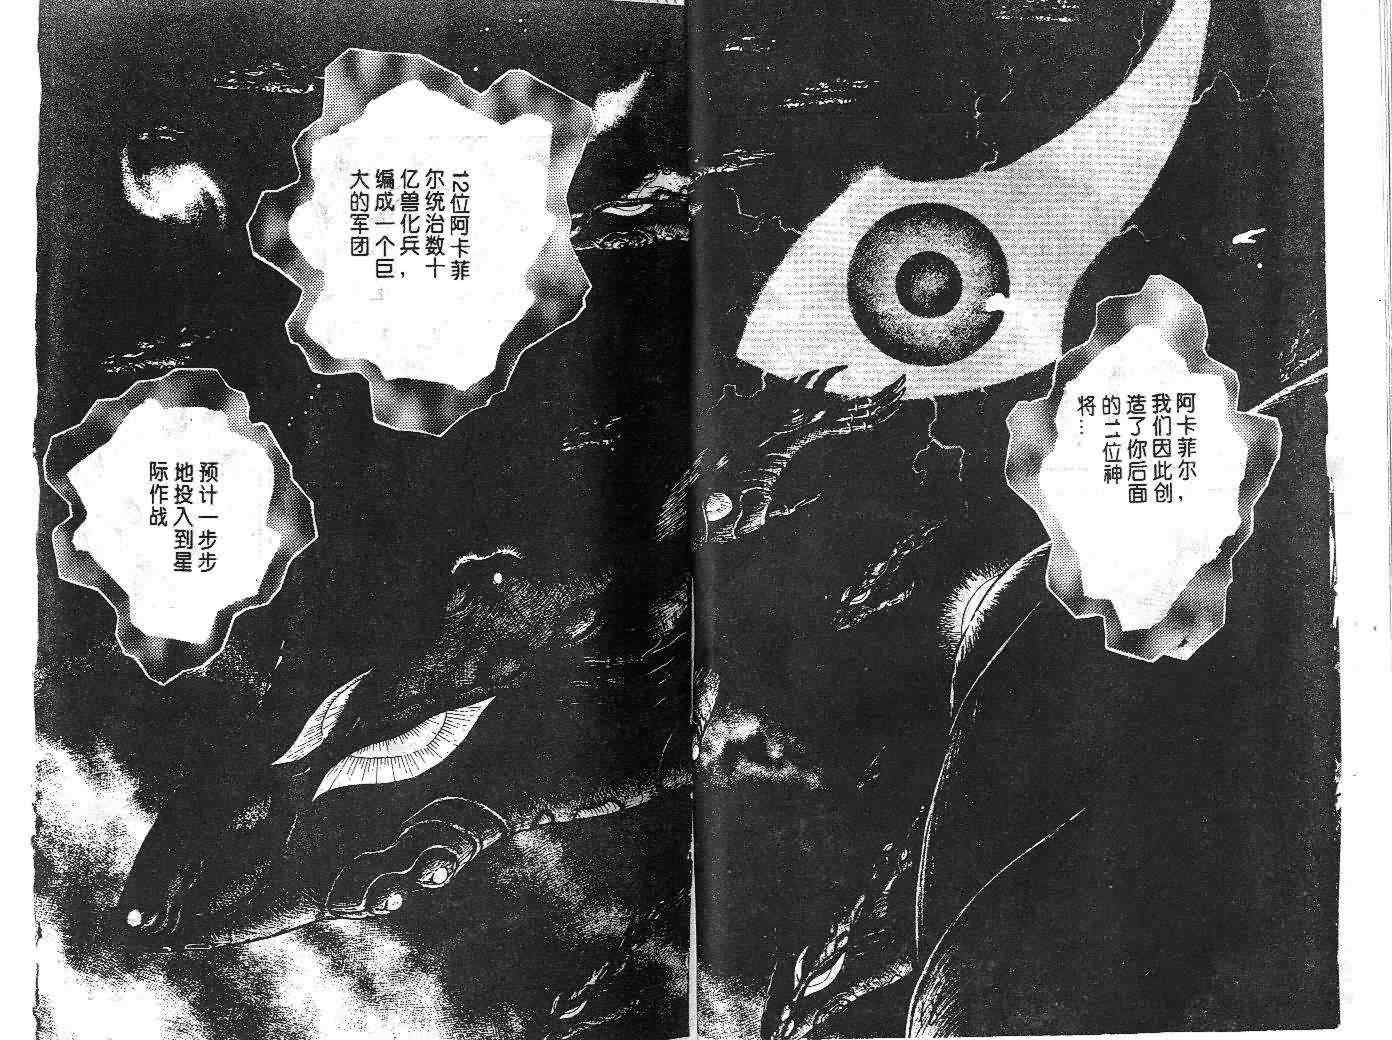 阿卡菲尔，
我们因此创
造了你后面
的11位神
将…
12位阿卡菲
尔统治数十
亿兽化兵，
编成一个巨
大的军团
预计一步步
地投入到星
际作战